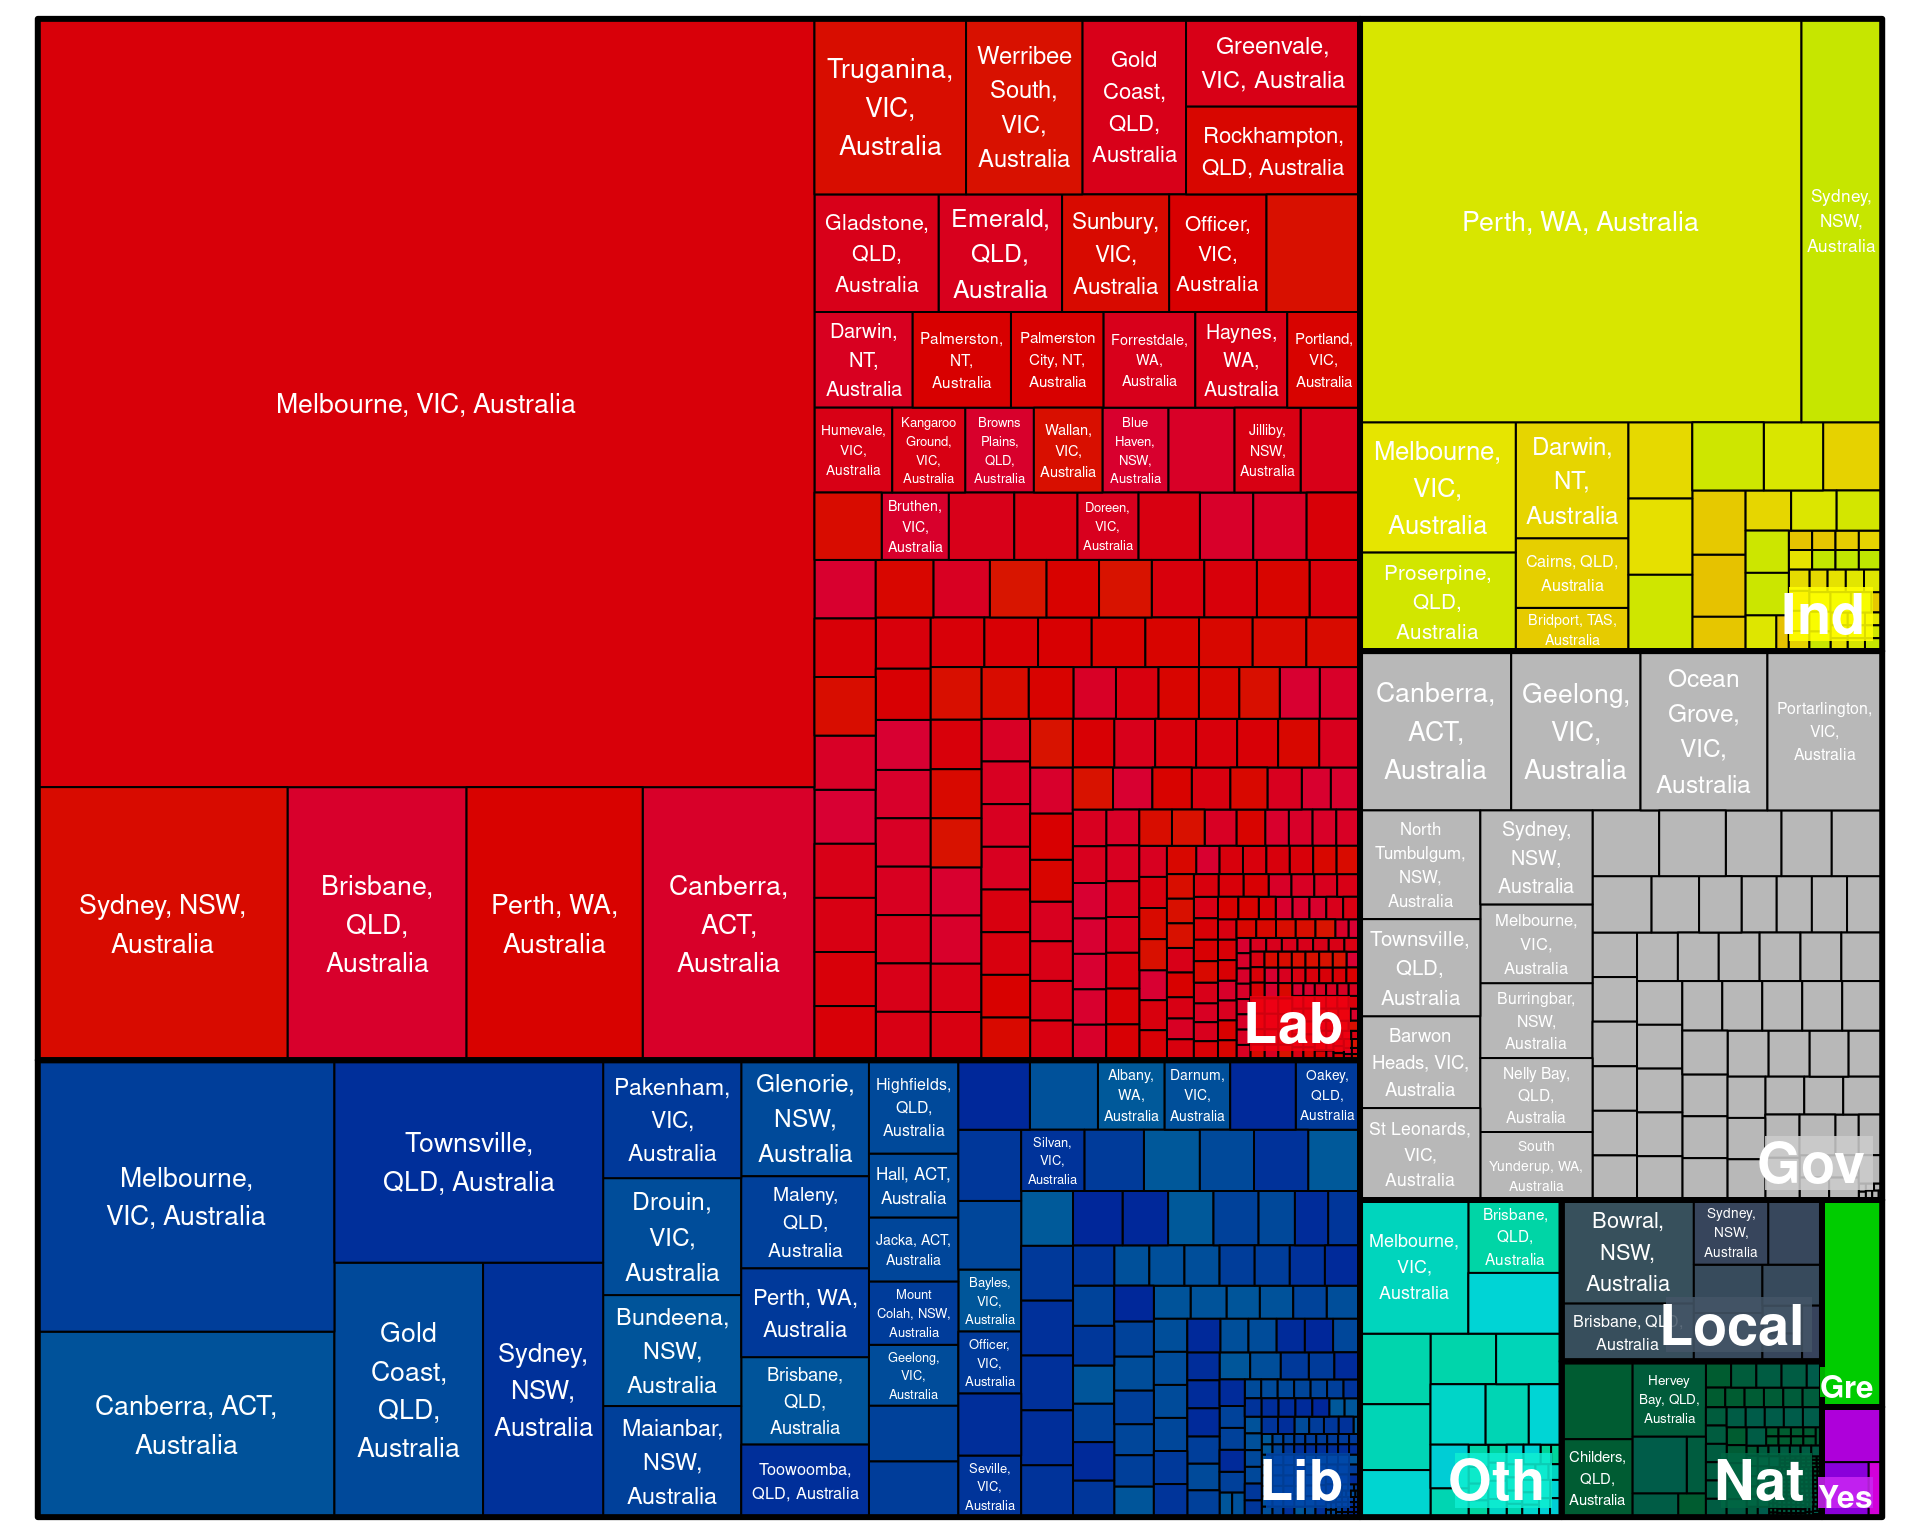 Melbourne, VIC, Australia
Sydney, NSW,
Australia
Brisbane,
QLD,
Australia
Perth, WA,
Australia
Canberra,
ACT,
Australia
Truganina,
VIC,
Australia
Werribee
South,
VIC,
Australia
Gold
Coast,
QLD,
Australia
Greenvale,
VIC, Australia
Rockhampton,
QLD, Australia
Gladstone,
QLD,
Australia
Emerald,
QLD,
Australia
Sunbury,
VIC,
Australia
Officer,
VIC,
Australia
Darwin,
NT,
Australia
Palmerston,
NT,
Australia
Palmerston
City, NT,
Australia
Forrestdale,
WA,
Australia
Haynes,
WA,
Australia
Portland,
VIC,
Australia
Humevale,
VIC,
Australia
Kangaroo
Ground,
VIC,
Australia
Browns
Plains,
QLD,
Australia
Wallan,
VIC,
Australia
Blue
Haven,
NSW,
Australia
Jilliby,
NSW,
Australia
Bruthen,
VIC,
Australia
Doreen,
VIC,
Australia
Lab
Perth, WA, Australia
Sydney,
NSW,
Australia
Melbourne,
VIC,
Australia
Darwin,
NT,
Australia
Proserpine,
QLD,
Australia
Cairns, QLD,
Australia
Bridport, TAS,
Australia
Ind
Canberra,
ACT,
Australia
Geelong,
VIC,
Australia
Ocean
Grove,
VIC,
Australia
Portarlington,
VIC,
Australia
North
Tumbulgum,
NSW,
Australia
Sydney,
NSW,
Australia
Townsville,
QLD,
Australia
Melbourne,
VIC,
Australia
Burringbar,
NSW,
Australia
Barwon
Heads, VIC,
Australia
Nelly Bay,
QLD,
Australia
St Leonards,
VIC,
Australia
South
Yunderup, WA,
Australia
Gov
Melbourne,
VIC, Australia
Canberra, ACT,
Australia
Townsville,
QLD, Australia
Gold
Coast,
QLD,
Australia
Sydney,
NSW,
Australia
Pakenham,
VIC,
Australia
Drouin,
VIC,
Australia
Bundeena,
NSW,
Australia
Maianbar,
NSW,
Australia
Glenorie,
NSW,
Australia
Maleny,
QLD,
Australia
Perth, WA,
Australia
Brisbane,
QLD,
Australia
Toowoomba,
QLD, Australia
Highfields,
QLD,
Australia
Hall, ACT,
Australia
Jacka, ACT,
Australia
Mount
Colah, NSW,
Australia
Geelong,
VIC,
Australia
Albany,
WA,
Australia
Darnum,
VIC,
Australia
Oakey,
QLD,
Australia
Silvan,
VIC,
Australia
Bayles,
VIC,
Australia
Officer,
VIC,
Australia
Seville,
VIC,
Australia
Lib
Melbourne,
VIC,
Australia
Brisbane,
QLD,
Australia
Oth
Bowral,
NSW,
Australia
Sydney,
NSW,
Australia
Brisbane, QLD,
Australia
Local
Hervey
Bay, QLD,
Australia
Childers,
QLD,
Australia
Nat
Gre
Yes